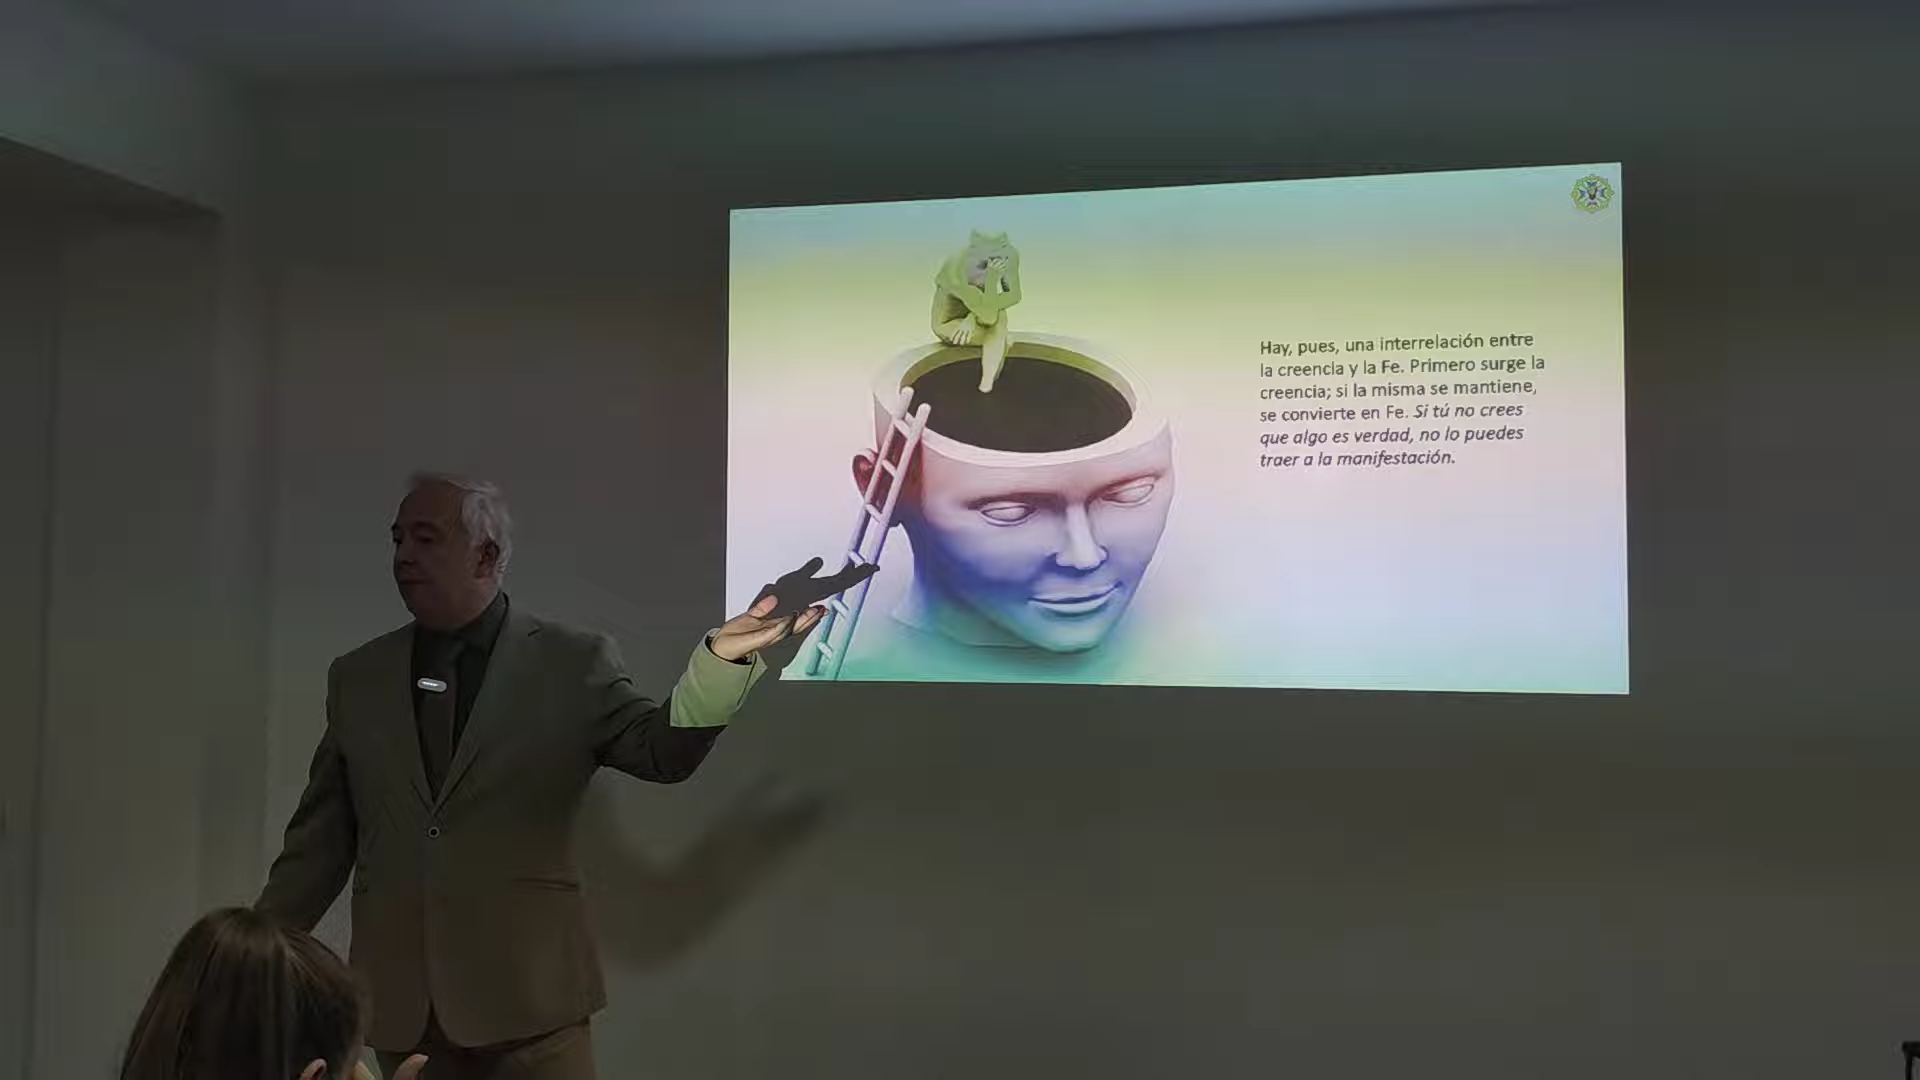 Hay, pues, una interrelación entre
la creencia y la Fe. Primero surge la
creencia; si la misma se mantiene,
se convierte en Fe. Si tú no crees
que algo es verdad, no lo puedes
traer a la manifestación.